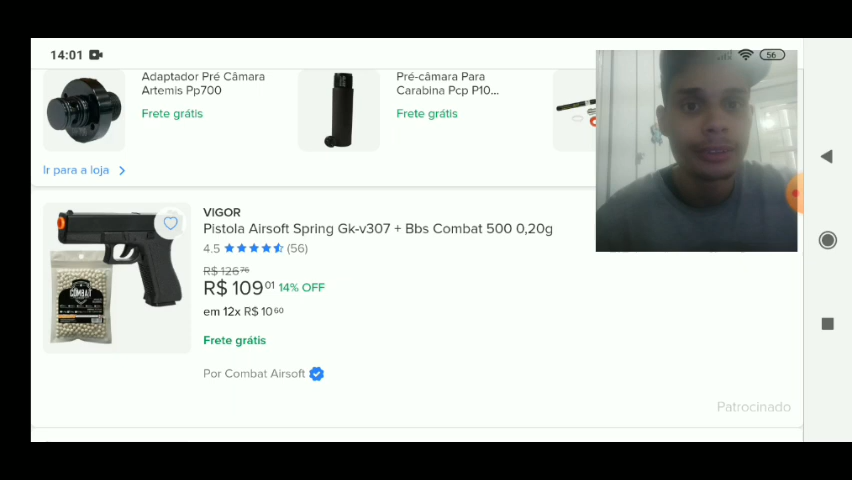 14:01
56
Adaptador Pré Câmara
Artemis Pp700
Frete grátis
Pré-câmara Para
Carabina Pcp P10...
Frete grátis
Ir para a loja
VIGOR
Pistola Airsoft Spring Gk-v307 + Bbs Combat 500 0,20g
4.5 (56)
R$ 126 76
R$ 109 01 14% OFF
em 12x R$ 10 60
Frete grátis
Por Combat Airsoft
Patrocinado
COMBAT